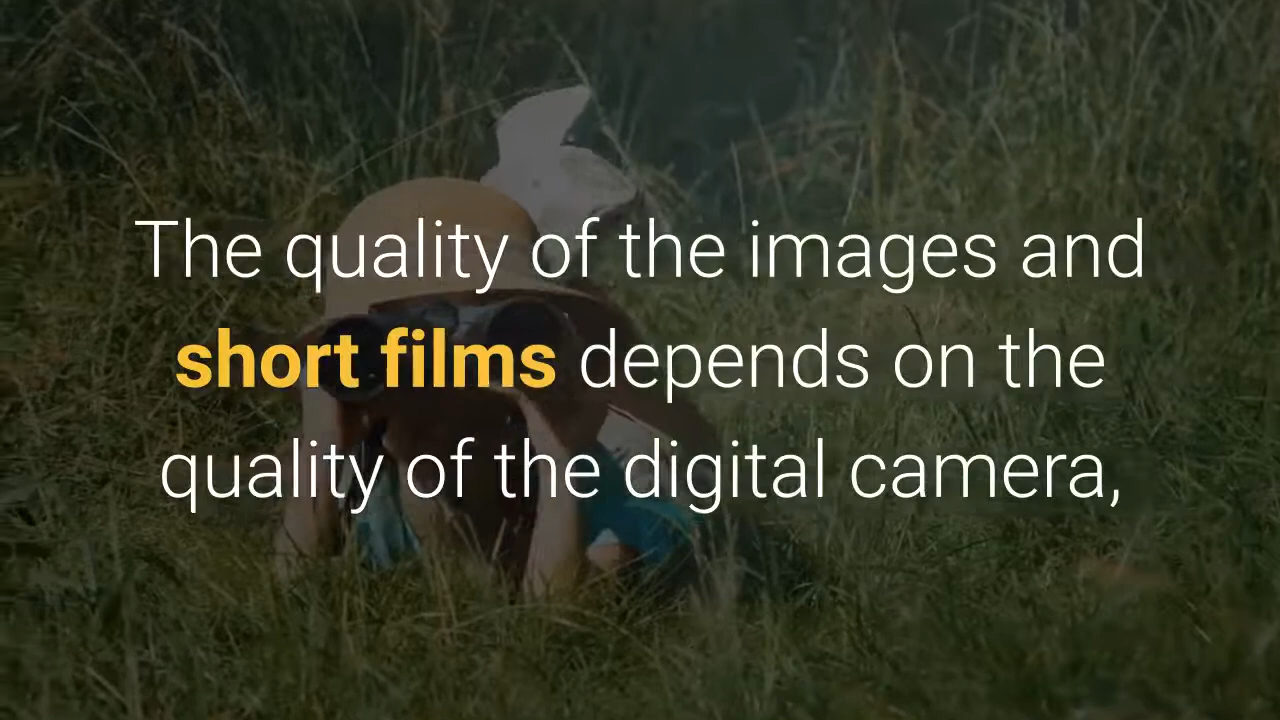 The quality of the images and
short films depends on the
quality of the digital camera,